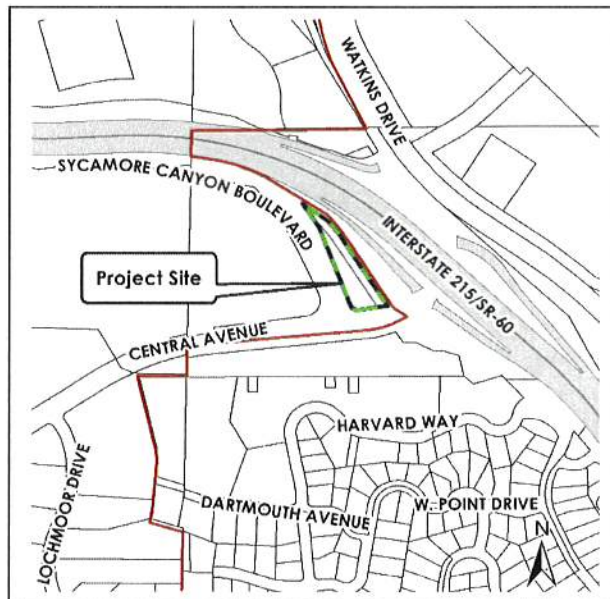 WATKINS DRIVE
SYCAMORE CANYON BOULEVARD
INTERSTATE 215/SR-60
Project Site
CENTRAL AVENUE
HARVARD WAY
LOCHMOOR DRIVE
DARTMOUTH AVENUE
W. POINT DRIVE
N